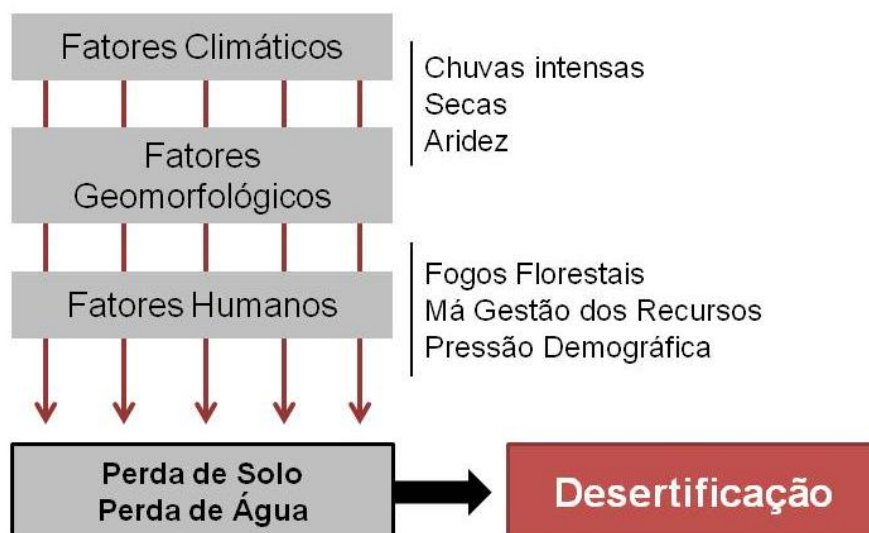 Fatores Climáticos
Chuvas intensas
Secas
Aridez
Fatores
Geomorfológicos
Fatores Humanos
Fogos Florestais
Má Gestão dos Recursos
Pressão Demográfica
Perda de Solo
Perda de Água
Desertificação